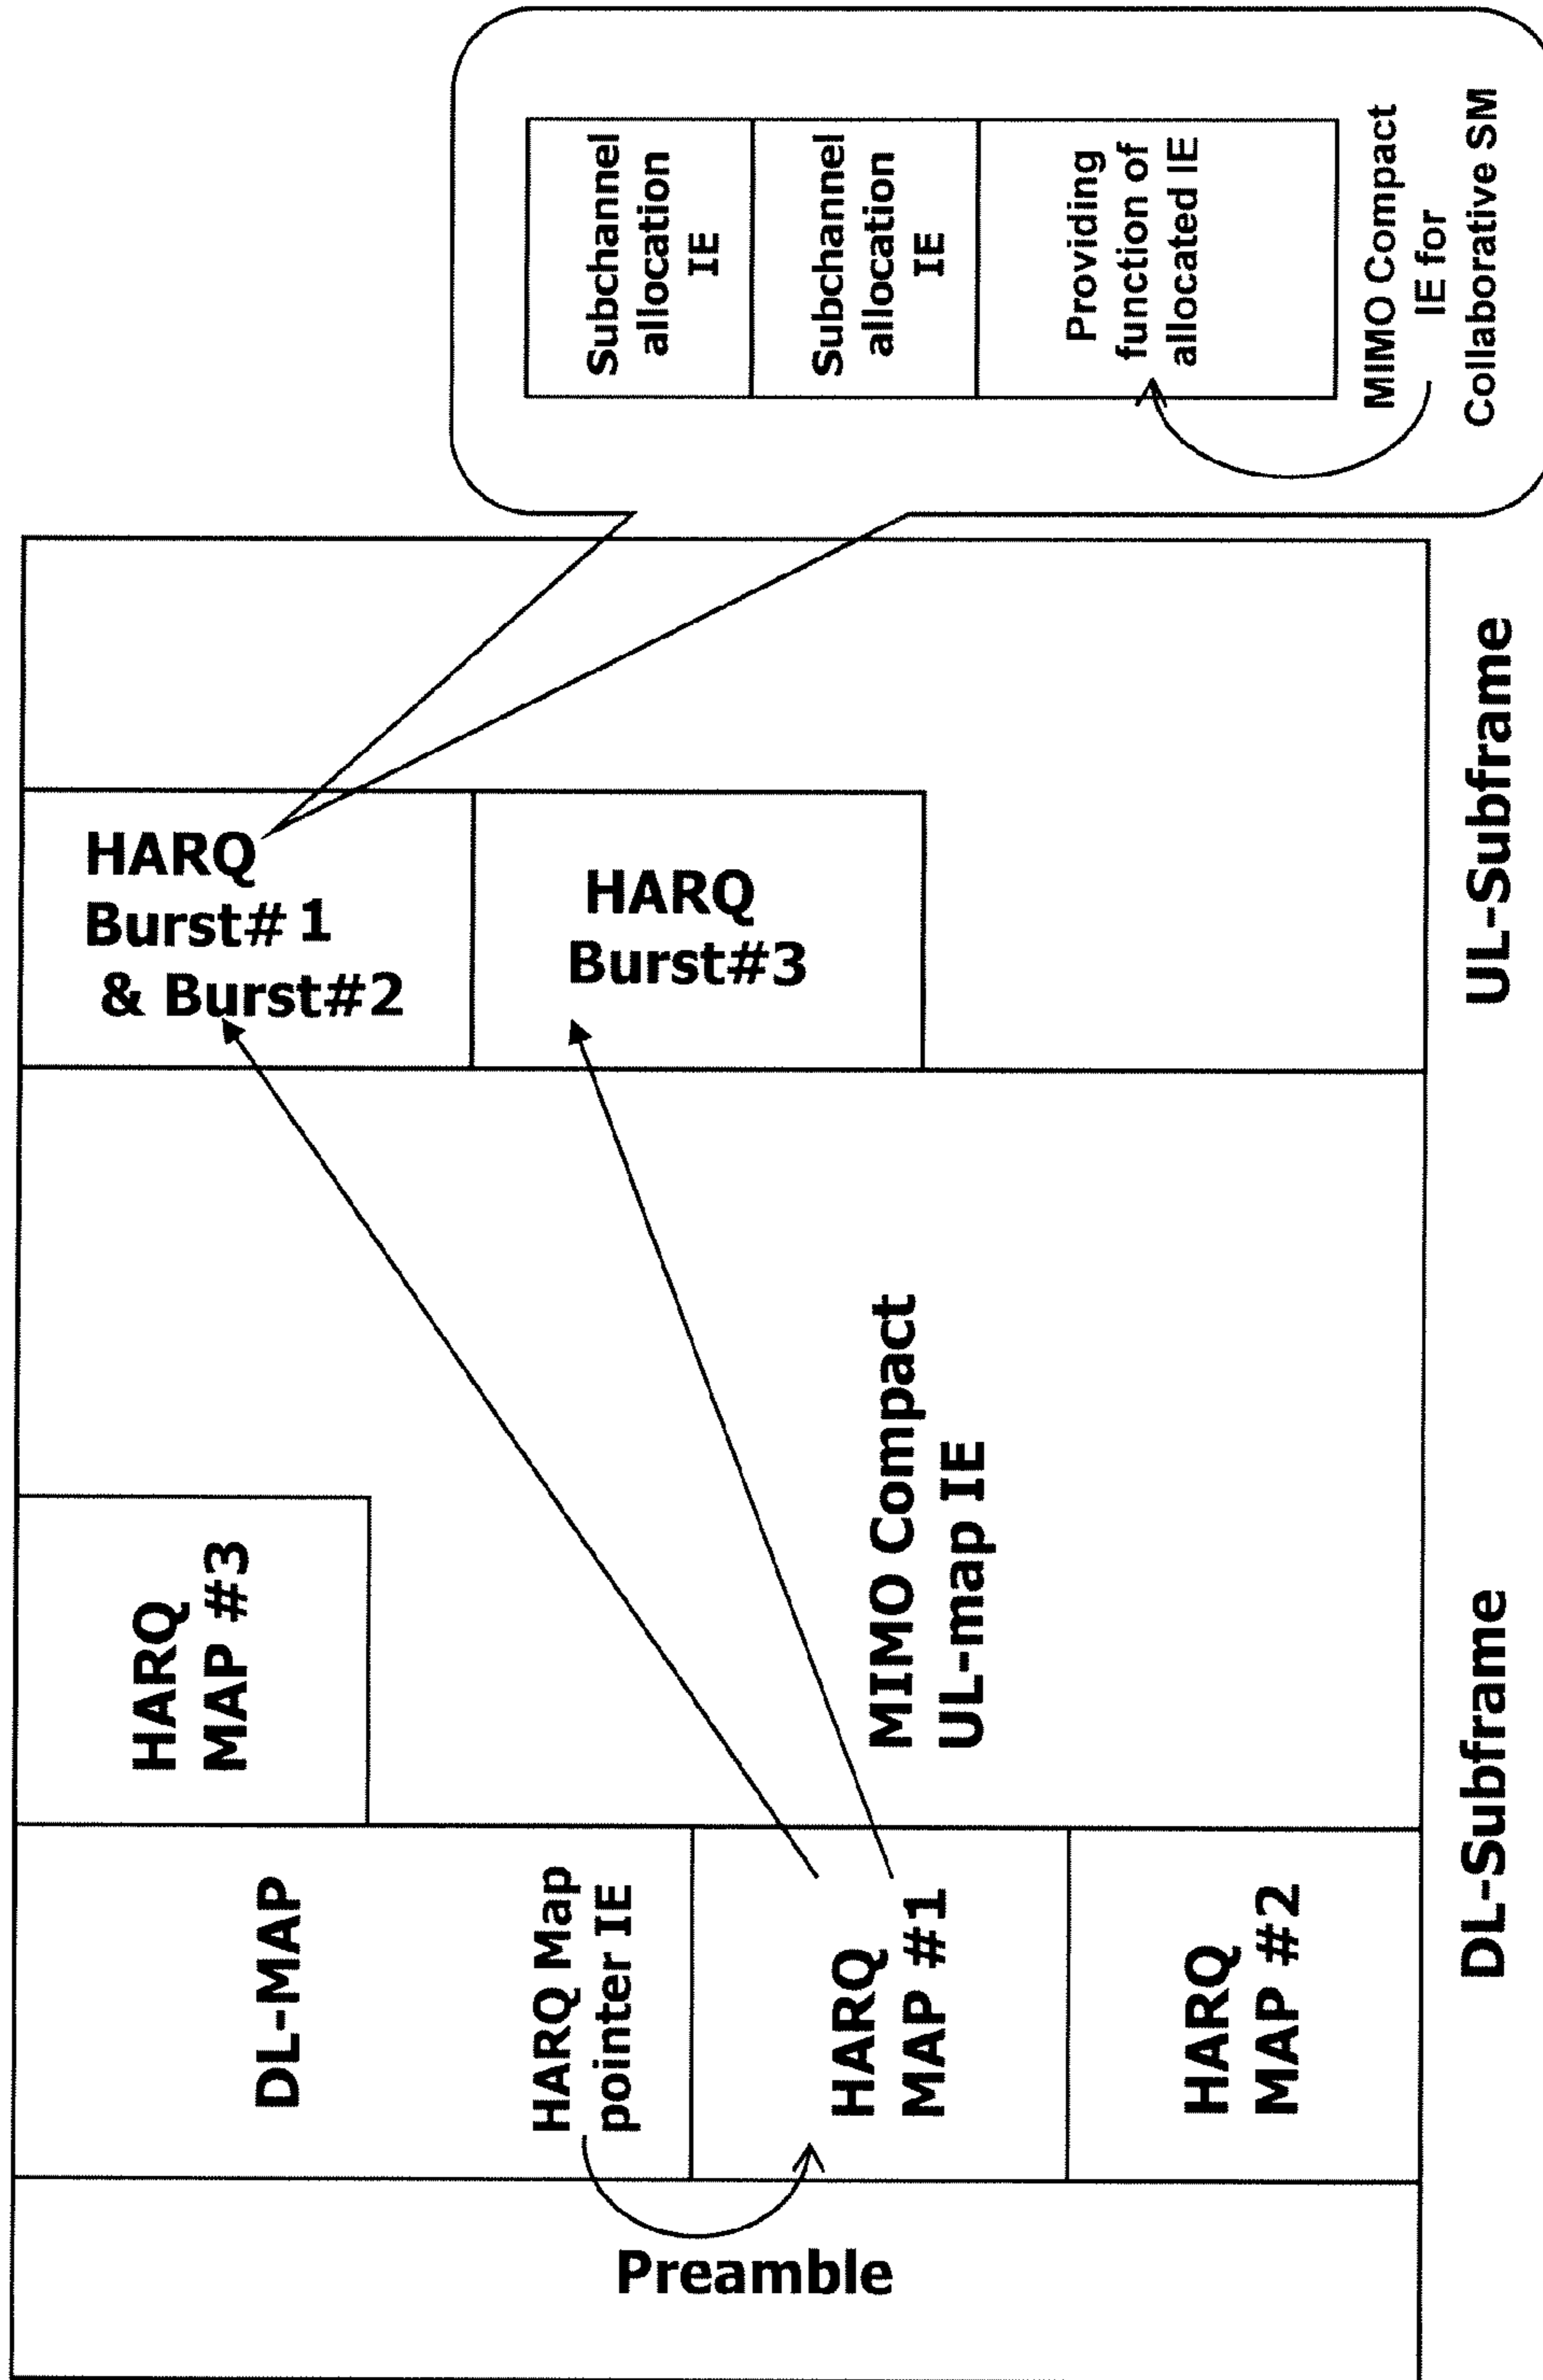 Preamble
DL-MAP
HARQ Map
pointer IE
HARQ
MAP #1
HARQ
MAP #2
HARQ
MAP #3
MIMO Compact
UL-map IE
HARQ
Burst# 1
& Burst#2
HARQ
Burst#3
Subchannel
allocation
IE
Subchannel
allocation
IE
Providing
function of
allocated IE
MIMO Compact
IE for
Collaborative SM
DL-Subframe
UL-Subframe